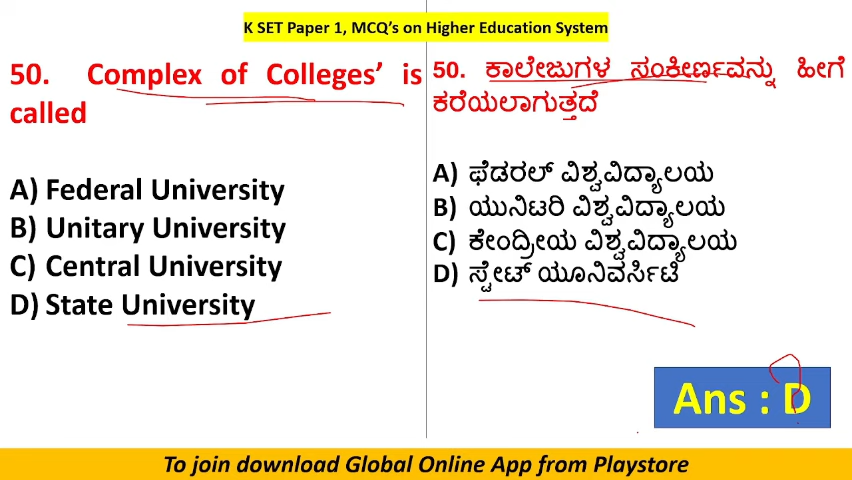 K SET Paper 1, MCQ's on Higher Education System
50. Complex of Colleges' is
called
A) Federal University
B) Unitary University
C) Central University
D) State University
50. ಕಾಲೇಜುಗಳ ಸಂಕೀರ್ಣವನ್ನು ಹೀಗೆ
ಕರೆಯಲಾಗುತ್ತದೆ
A) ಫೆಡರಲ್ ವಿಶ್ವವಿದ್ಯಾಲಯ
B) ಯುನಿಟರಿ ವಿಶ್ವವಿದ್ಯಾಲಯ
C) ಕೇಂದ್ರೀಯ ವಿಶ್ವವಿದ್ಯಾಲಯ
D) ಸ್ಟೇಟ್ ಯೂನಿವರ್ಸಿಟಿ
Ans : D
To join download Global Online App from Playstore